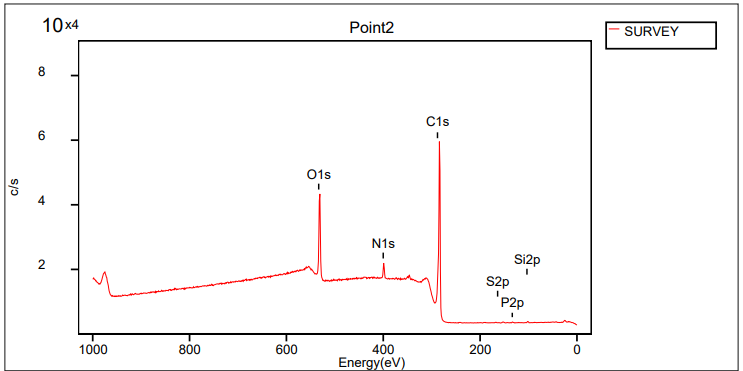 10x4
Point2
SURVEY
8
6
4
2
c/s
C1s
O1s
N1s
Si2p
S2p
P2p
1000 800 600 400 200 0
Energy(eV)